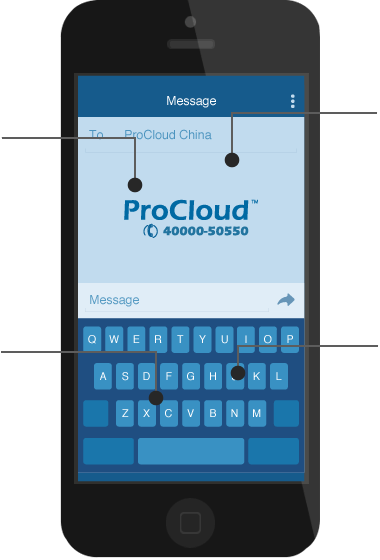 Message
To ProCloud China
ProCloud™
40000-50550
Message
Q W E R T Y U I O P
A S D F G H K L
Z X C V B N M